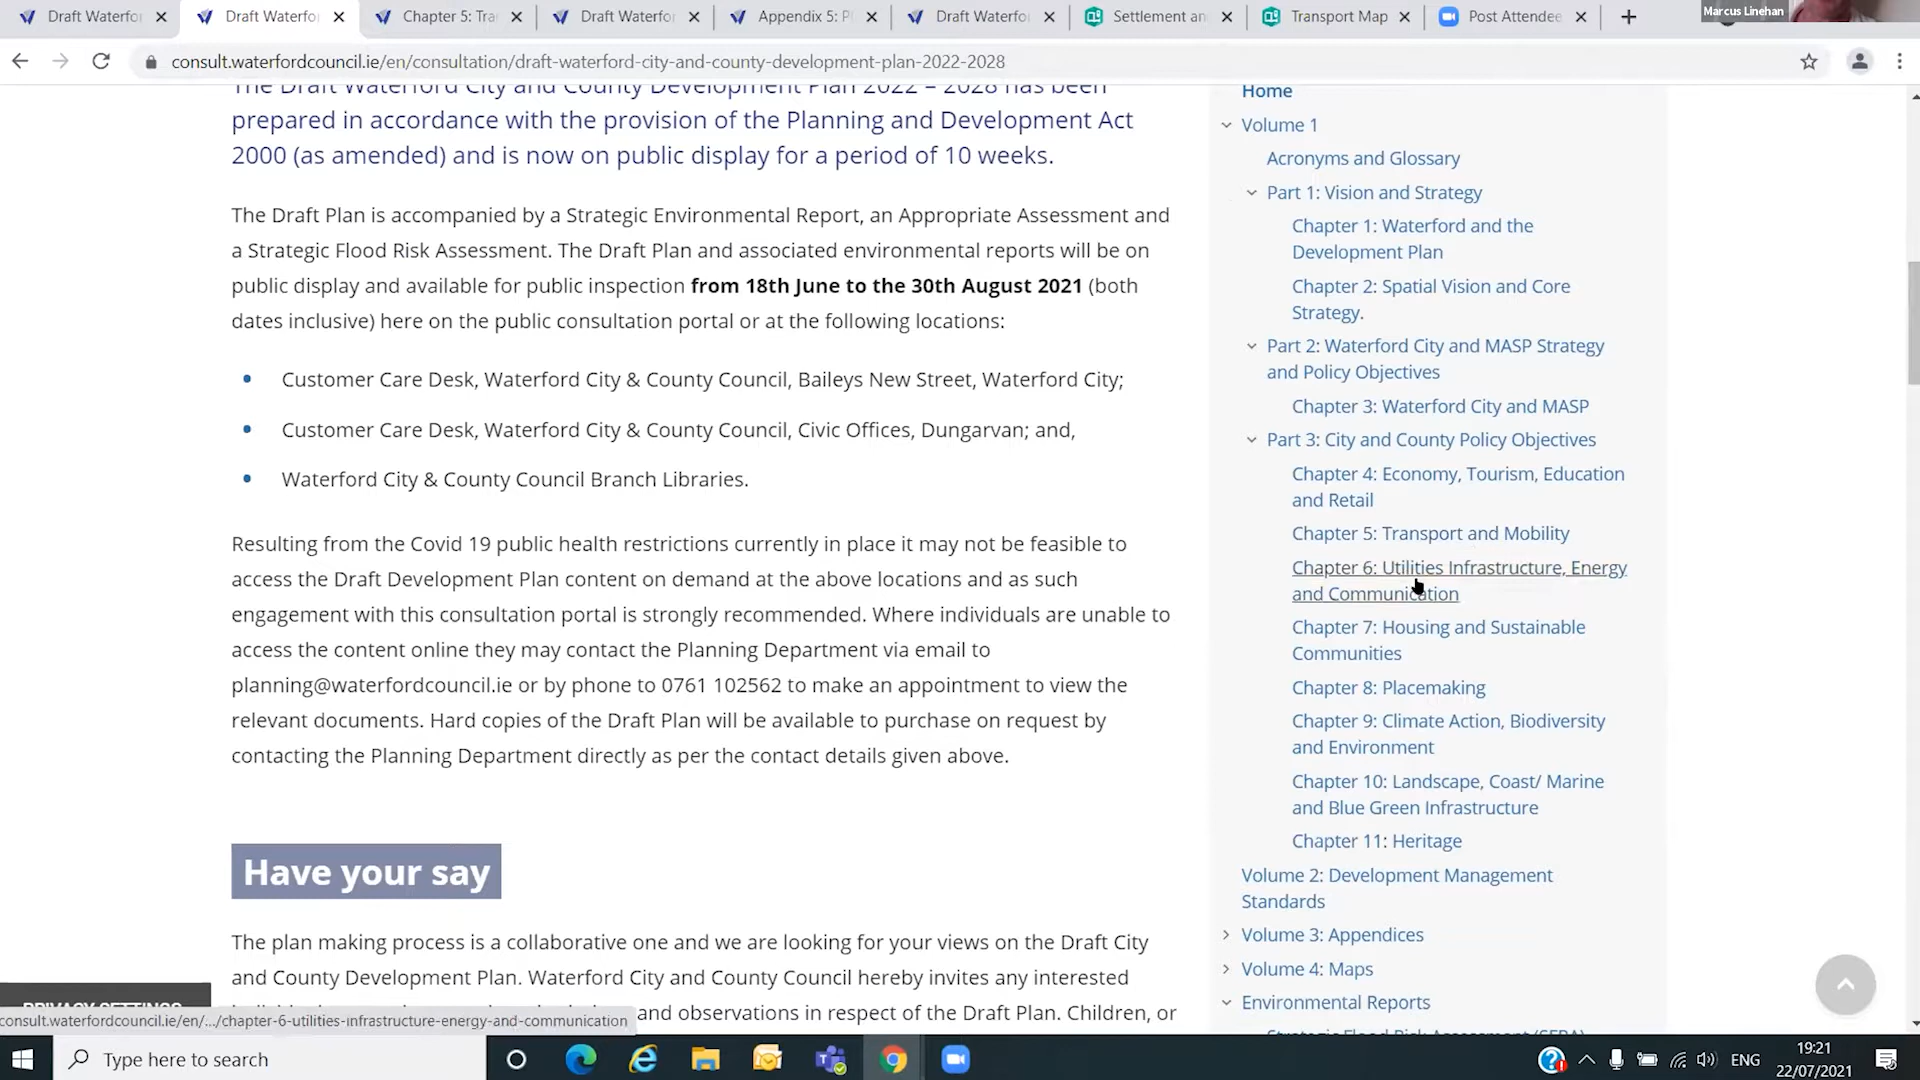 Draft Waterfo
Draft Waterfo
Chapter 5: Tra
Draft Waterfo
Appendix 5: P
Draft Waterfo
Settlement an
Transport Map
Post Attendee
Marcus Linehan
consult.waterfordcouncil.ie/en/consultation/draft-waterford-city-and-county-development-plan-2022-2028
The Draft Waterford City and County Development Plan 2022 – 2028 has been
prepared in accordance with the provision of the Planning and Development Act
2000 (as amended) and is now on public display for a period of 10 weeks.
The Draft Plan is accompanied by a Strategic Environmental Report, an Appropriate Assessment and
a Strategic Flood Risk Assessment. The Draft Plan and associated environmental reports will be on
public display and available for public inspection from 18th June to the 30th August 2021 (both
dates inclusive) here on the public consultation portal or at the following locations:
• Customer Care Desk, Waterford City & County Council, Baileys New Street, Waterford City;
• Customer Care Desk, Waterford City & County Council, Civic Offices, Dungarvan; and,
• Waterford City & County Council Branch Libraries.
Resulting from the Covid 19 public health restrictions currently in place it may not be feasible to
access the Draft Development Plan content on demand at the above locations and as such
engagement with this consultation portal is strongly recommended. Where individuals are unable to
access the content online they may contact the Planning Department via email to
planning@waterfordcouncil.ie or by phone to 0761 102562 to make an appointment to view the
relevant documents. Hard copies of the Draft Plan will be available to purchase on request by
contacting the Planning Department directly as per the contact details given above.
Have your say
The plan making process is a collaborative one and we are looking for your views on the Draft City
and County Development Plan. Waterford City and County Council hereby invites any interested
and observations in respect of the Draft Plan. Children, or
PRIVACY SETTINGS
consult.waterfordcouncil.ie/en/.../chapter-6-utilities-infrastructure-energy-and-communication
Home
Volume 1
Acronyms and Glossary
Part 1: Vision and Strategy
Chapter 1: Waterford and the
Development Plan
Chapter 2: Spatial Vision and Core
Strategy.
Part 2: Waterford City and MASP Strategy
and Policy Objectives
Chapter 3: Waterford City and MASP
Part 3: City and County Policy Objectives
Chapter 4: Economy, Tourism, Education
and Retail
Chapter 5: Transport and Mobility
Chapter 6: Utilities Infrastructure, Energy
and Communication
Chapter 7: Housing and Sustainable
Communities
Chapter 8: Placemaking
Chapter 9: Climate Action, Biodiversity
and Environment
Chapter 10: Landscape, Coast/ Marine
and Blue Green Infrastructure
Chapter 11: Heritage
Volume 2: Development Management
Standards
Volume 3: Appendices
Volume 4: Maps
Environmental Reports
Strategic Flood Risk Assessment (SFRA)
Type here to search
ENG
19:21
22/07/2021